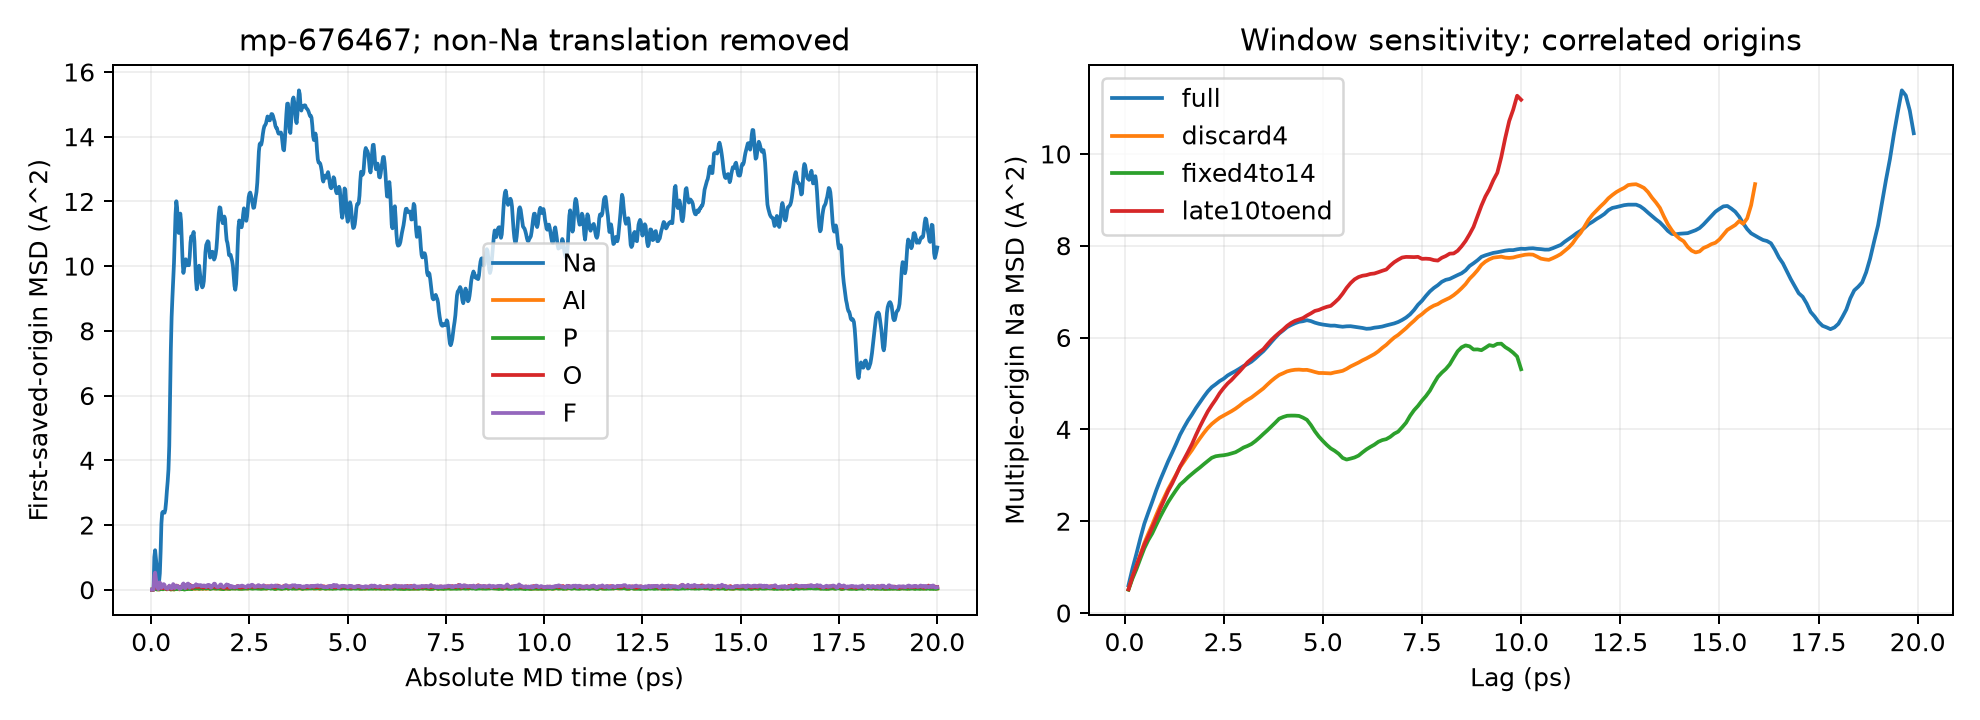 mp-676467; non-Na translation removed
First-saved-origin MSD (A^2)
16
14
12
10
8
6
4
2
0
Na
Al
P
O
F
0.0 2.5 5.0 7.5 10.0 12.5 15.0 17.5 20.0
Absolute MD time (ps)
Window sensitivity; correlated origins
Multiple-origin Na MSD (A^2)
10
8
6
4
2
0
full
discard4
fixed4to14
late10toend
0.0 2.5 5.0 7.5 10.0 12.5 15.0 17.5 20.0
Lag (ps)